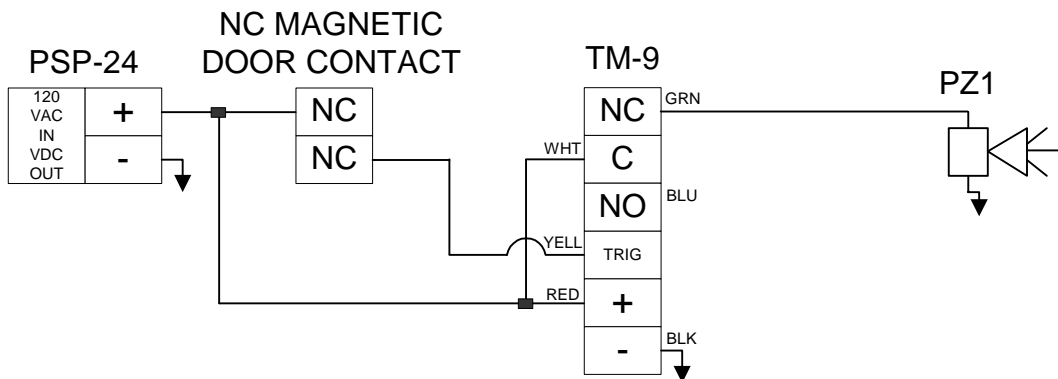 NC MAGNETIC
DOOR CONTACT
PSP-24
120
VAC
IN
VDC
OUT
+
-
NC
NC
TM-9
NC
C
NO
TRIG
+
-
GRN
WHT
BLU
YELL
RED
BLK
PZ1